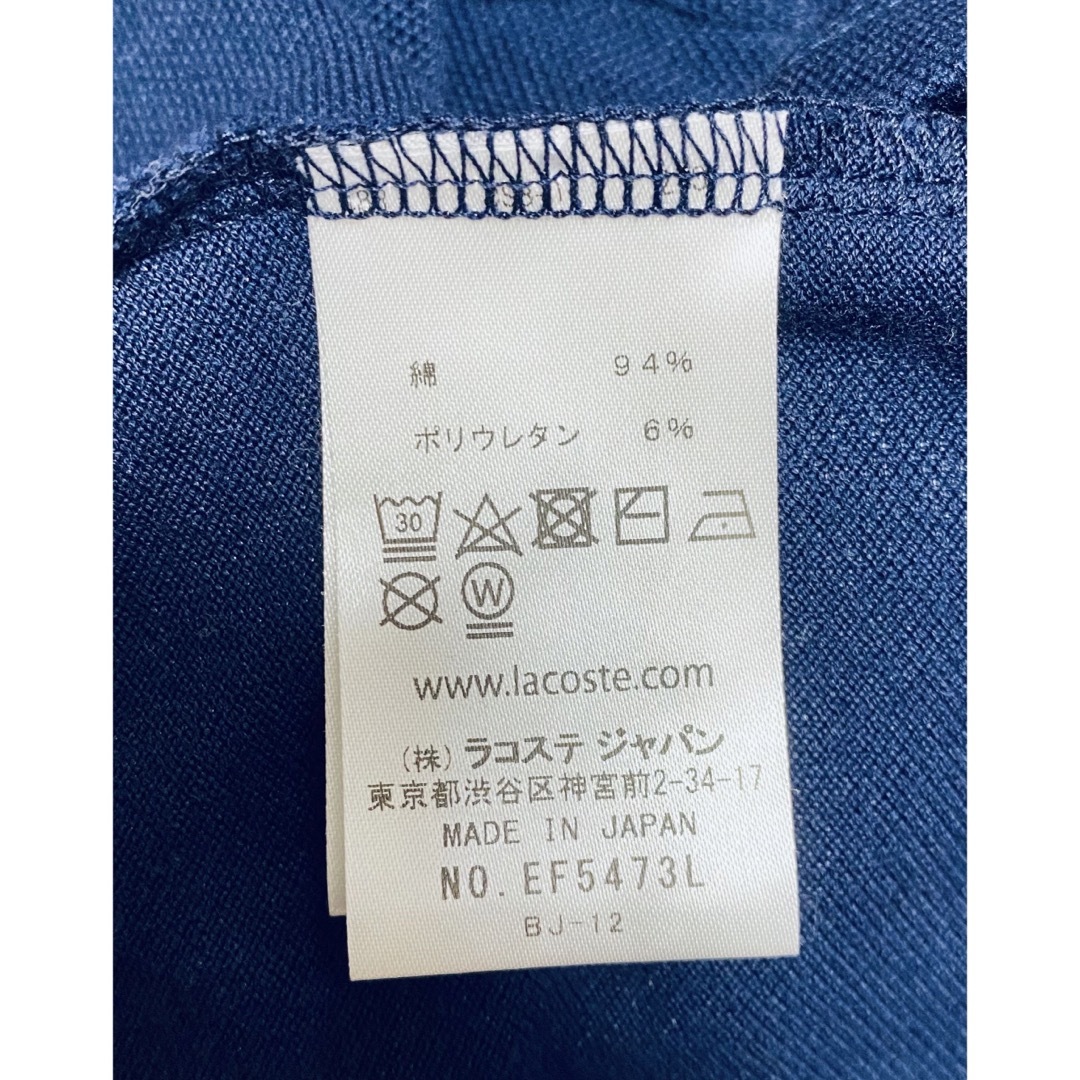 綿 94%
ポリウレタン 6%
30
W
www.lacoste.com
(株) ラコステ ジャパン
東京都渋谷区神宮前2-34-17
MADE IN JAPAN
NO. EF5473L
BJ-12